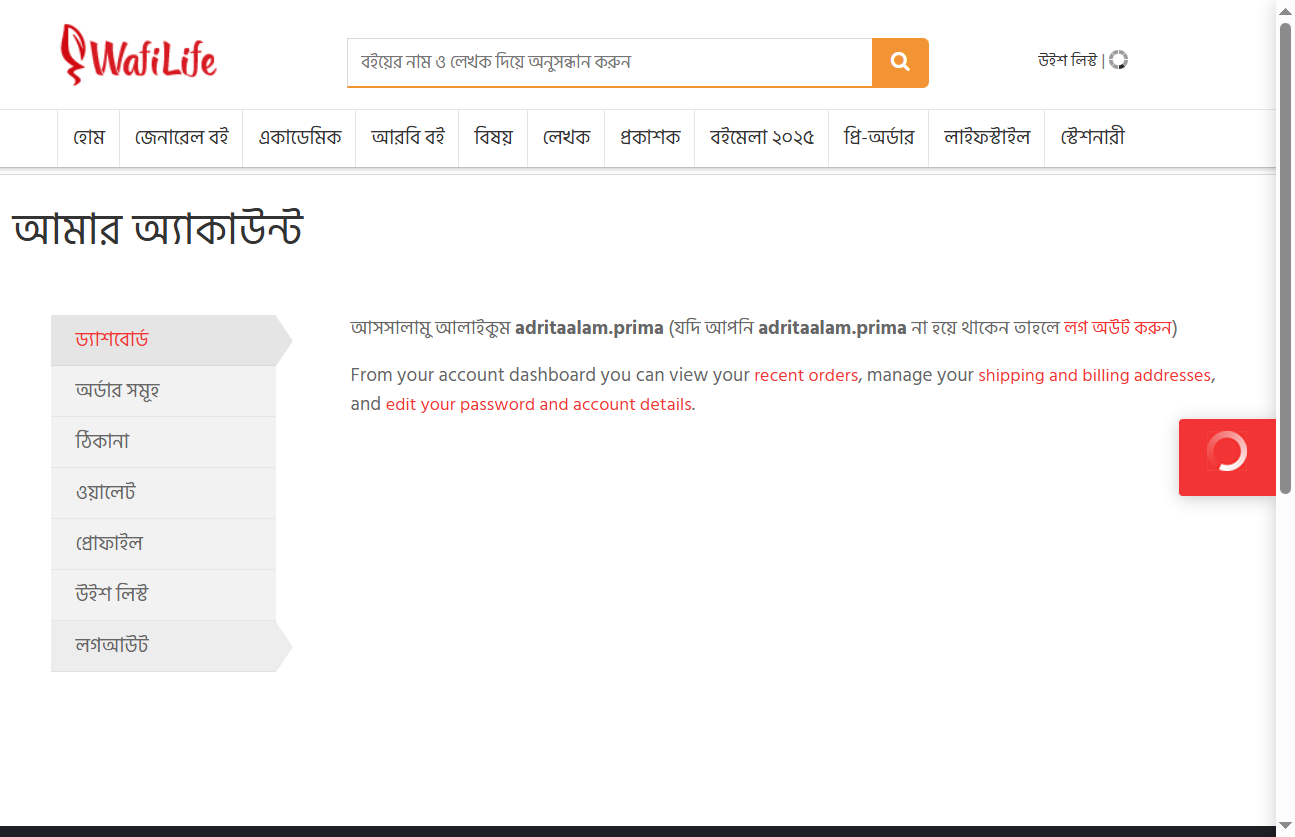 WafiLife
বইয়ের নাম ও লেখক দিয়ে অনুসন্ধান করুন
উইশ লিস্ট |
হোম জেনারেল বই একাডেমিক আরবি বই বিষয় লেখক প্রকাশক বইমেলা ২০২৫ প্রি-অর্ডার লাইফস্টাইল স্টেশনারী
আমার অ্যাকাউন্ট
ড্যাশবোর্ড
অর্ডার সমূহ
ঠিকানা
ওয়ালেট
প্রোফাইল
উইশ লিস্ট
লগআউট
আসসালামু আলাইকুম adritaalam.prima (যদি আপনি adritaalam.prima না হয়ে থাকেন তাহলে লগ অউট করুন)
From your account dashboard you can view your recent orders, manage your shipping and billing addresses,
and edit your password and account details.